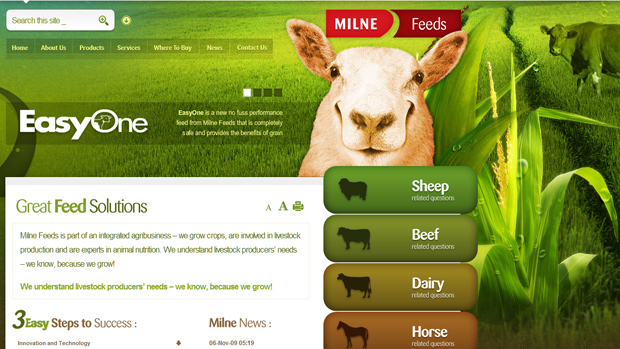 Search this site _
MILNE Feeds
Home About Us Products Services Where To Buy News Contact Us
EasyOne
EasyOne is a new no fuss performance
feed from Milne Feeds that is completely
safe and provides the benefits of grain
Great Feed Solutions
A A
Milne Feeds is part of an integrated agribusiness – we grow crops, are involved in livestock
production and are experts in animal nutrition. We understand livestock producers' needs
– we know, because we grow!
We understand livestock producers' needs – we know, because we grow!
3 Easy Steps to Success :
Innovation and Technology
Milne News :
06-Nov-09 05:19
Sheep
related questions
Beef
related questions
Dairy
related questions
Horse
related questions